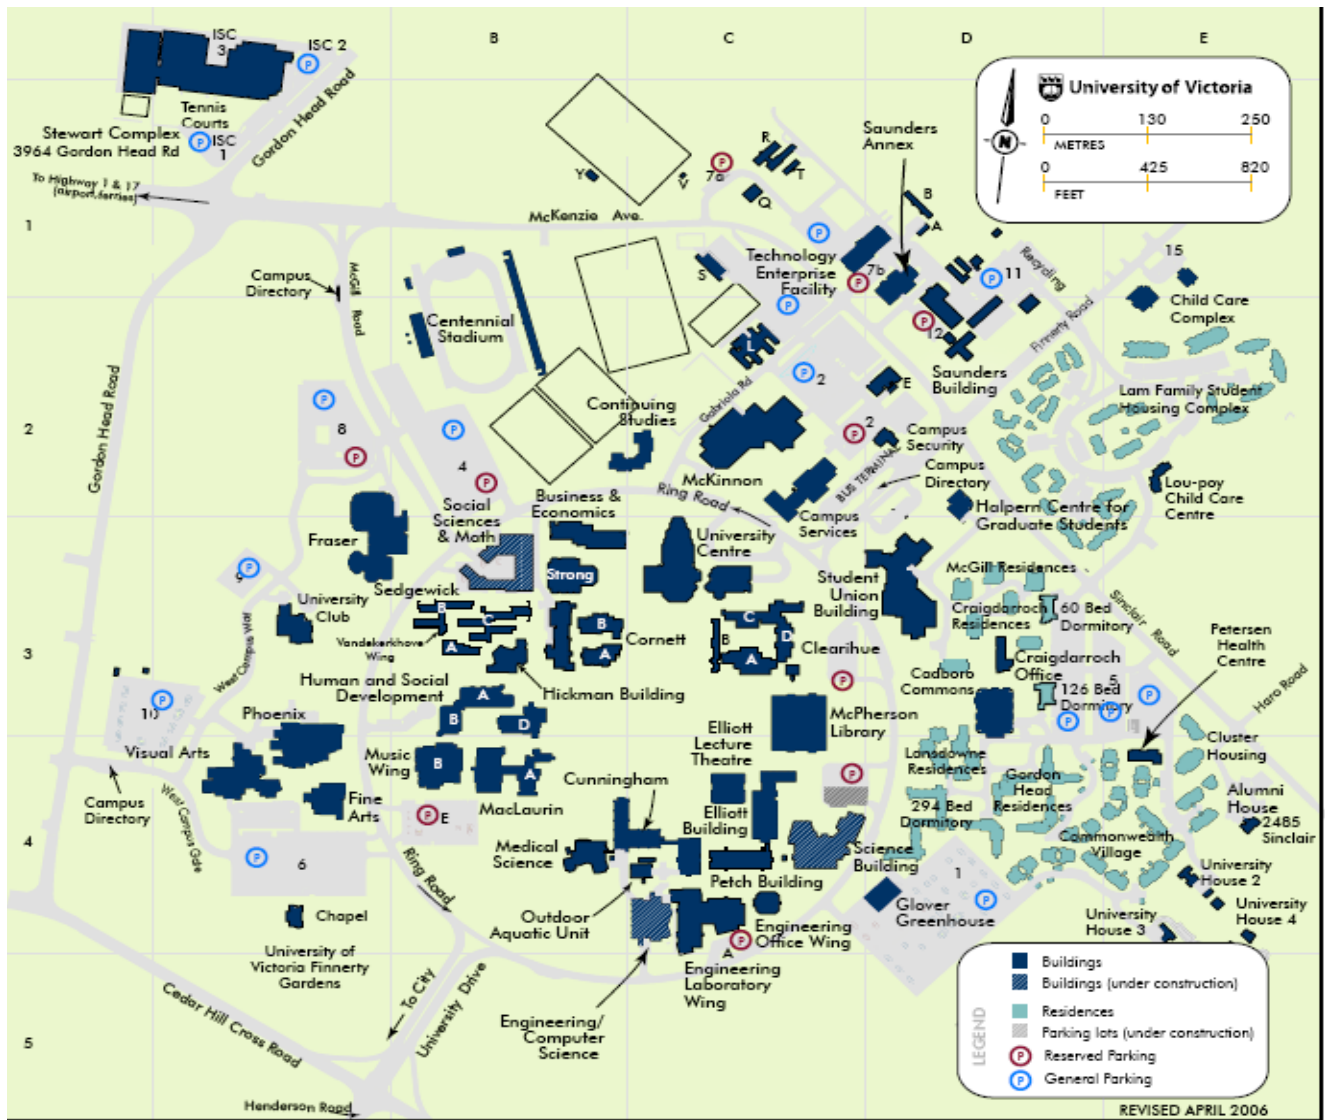 B
C
D
E
ISC
3
ISC 2
Tennis
Courts
ISC
1
Stewart Complex
3964 Gordon Head Rd
Gordon Head Road
To Highway 1 & 17
(airport,ferries)
University of Victoria
0 130 250
METRES
0 425 820
FEET
N
Saunders
Annex
R
T
7a
Q
V
Y
B
A
1
McKenzie Ave.
Technology
Enterprise
Facility
7b
S
11
Recycling
15
Child Care
Complex
Finnerty Road
Campus
Directory
McGill Road
Centennial
Stadium
L
12
Saunders
Building
2
E
Gabriola Rd
Lam Family Student
Housing Complex
Gordon Head Road
Continuing
Studies
2
8
4
2
Campus
Security
McKinnon
BUS TERMINAL
Campus
Directory
Lou-poy
Child Care
Centre
Ring Road
Halpern Centre for
Graduate Students
Campus
Services
Social
Sciences
& Math
Business &
Economics
Fraser
University
Centre
Strong
Student
Union
Building
McGill Residences
9
Sedgewick
University
Club
B
C
Vandekerkhove
Wing
A
B
A
Cornett
C
B
D
A
Clearihue
Craigdarroch
Residences
60 Bed
Dormitory
Sinclair Road
Petersen
Health
Centre
3
West Campus Way
Craigdarroch
Office
Cadboro
Commons
126 Bed
Dormitory
5
Haro Road
Human and Social
Development
A
B
D
Hickman Building
10
Phoenix
Visual Arts
Elliott
Lecture
Theatre
McPherson
Library
Lansdowne
Residences
Cluster
Housing
Music
Wing
B
A
MacLaurin
Cunningham
Gordon
Head
Residences
Campus
Directory
West Campus Gate
Fine
Arts
E
Elliott
Building
294 Bed
Dormitory
Alumni
House
2485
Sinclair
Commonwealth
Village
4
6
Medical
Science
Science
Building
Petch Building
1
University
House 2
Ring Road
Chapel
Outdoor
Aquatic Unit
Glover
Greenhouse
University
House 3
University
House 4
Engineering
Office Wing
A
University of
Victoria Finnerty
Gardens
Engineering
Laboratory
Wing
To City
University Drive
Cedar Hill Cross Road
Engineering/
Computer
Science
5
Henderson Road
LEGEND
Buildings
Buildings (under construction)
Residences
Parking lots (under construction)
P Reserved Parking
P General Parking
REVISED APRIL 2006